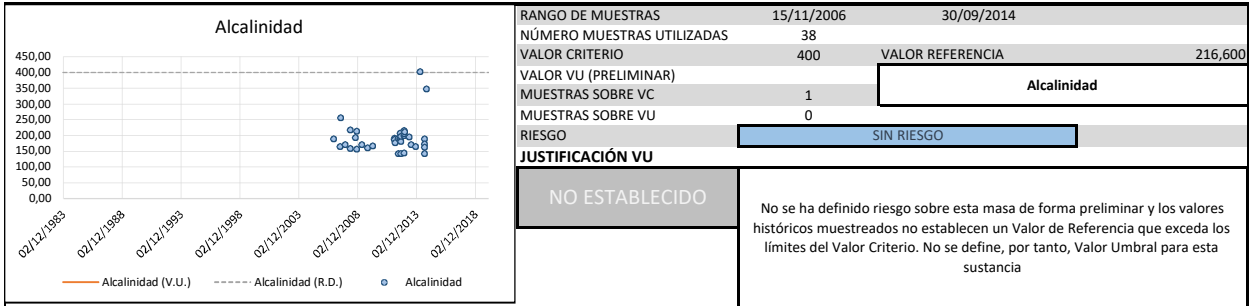 Alcalinidad
450,00
400,00
350,00
300,00
250,00
200,00
150,00
100,00
50,00
0,00
02/12/1983
02/12/1988
02/12/1993
02/12/1998
02/12/2003
02/12/2008
02/12/2013
02/12/2018
Alcalinidad (V.U.) Alcalinidad (R.D.) Alcalinidad
RANGO DE MUESTRAS 15/11/2006 30/09/2014
NÚMERO MUESTRAS UTILIZADAS 38
VALOR CRITERIO 400 VALOR REFERENCIA 216,600
VALOR VU (PRELIMINAR)
Alcalinidad
MUESTRAS SOBRE VC 1
MUESTRAS SOBRE VU 0
RIESGO SIN RIESGO
JUSTIFICACIÓN VU
NO ESTABLECIDO
No se ha definido riesgo sobre esta masa de forma preliminar y los valores
históricos muestreados no establecen un Valor de Referencia que exceda los
límites del Valor Criterio. No se define, por tanto, Valor Umbral para esta
sustancia